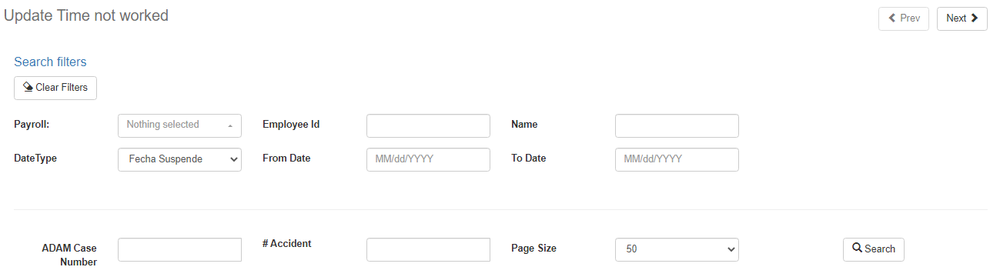 Update Time not worked
Prev Next
Search filters
Clear Filters
Payroll: Nothing selected Employee Id Name
DateType Fecha Suspende From Date MM/dd/YYYY To Date MM/dd/YYYY
ADAM Case Number # Accident Page Size 50 Search